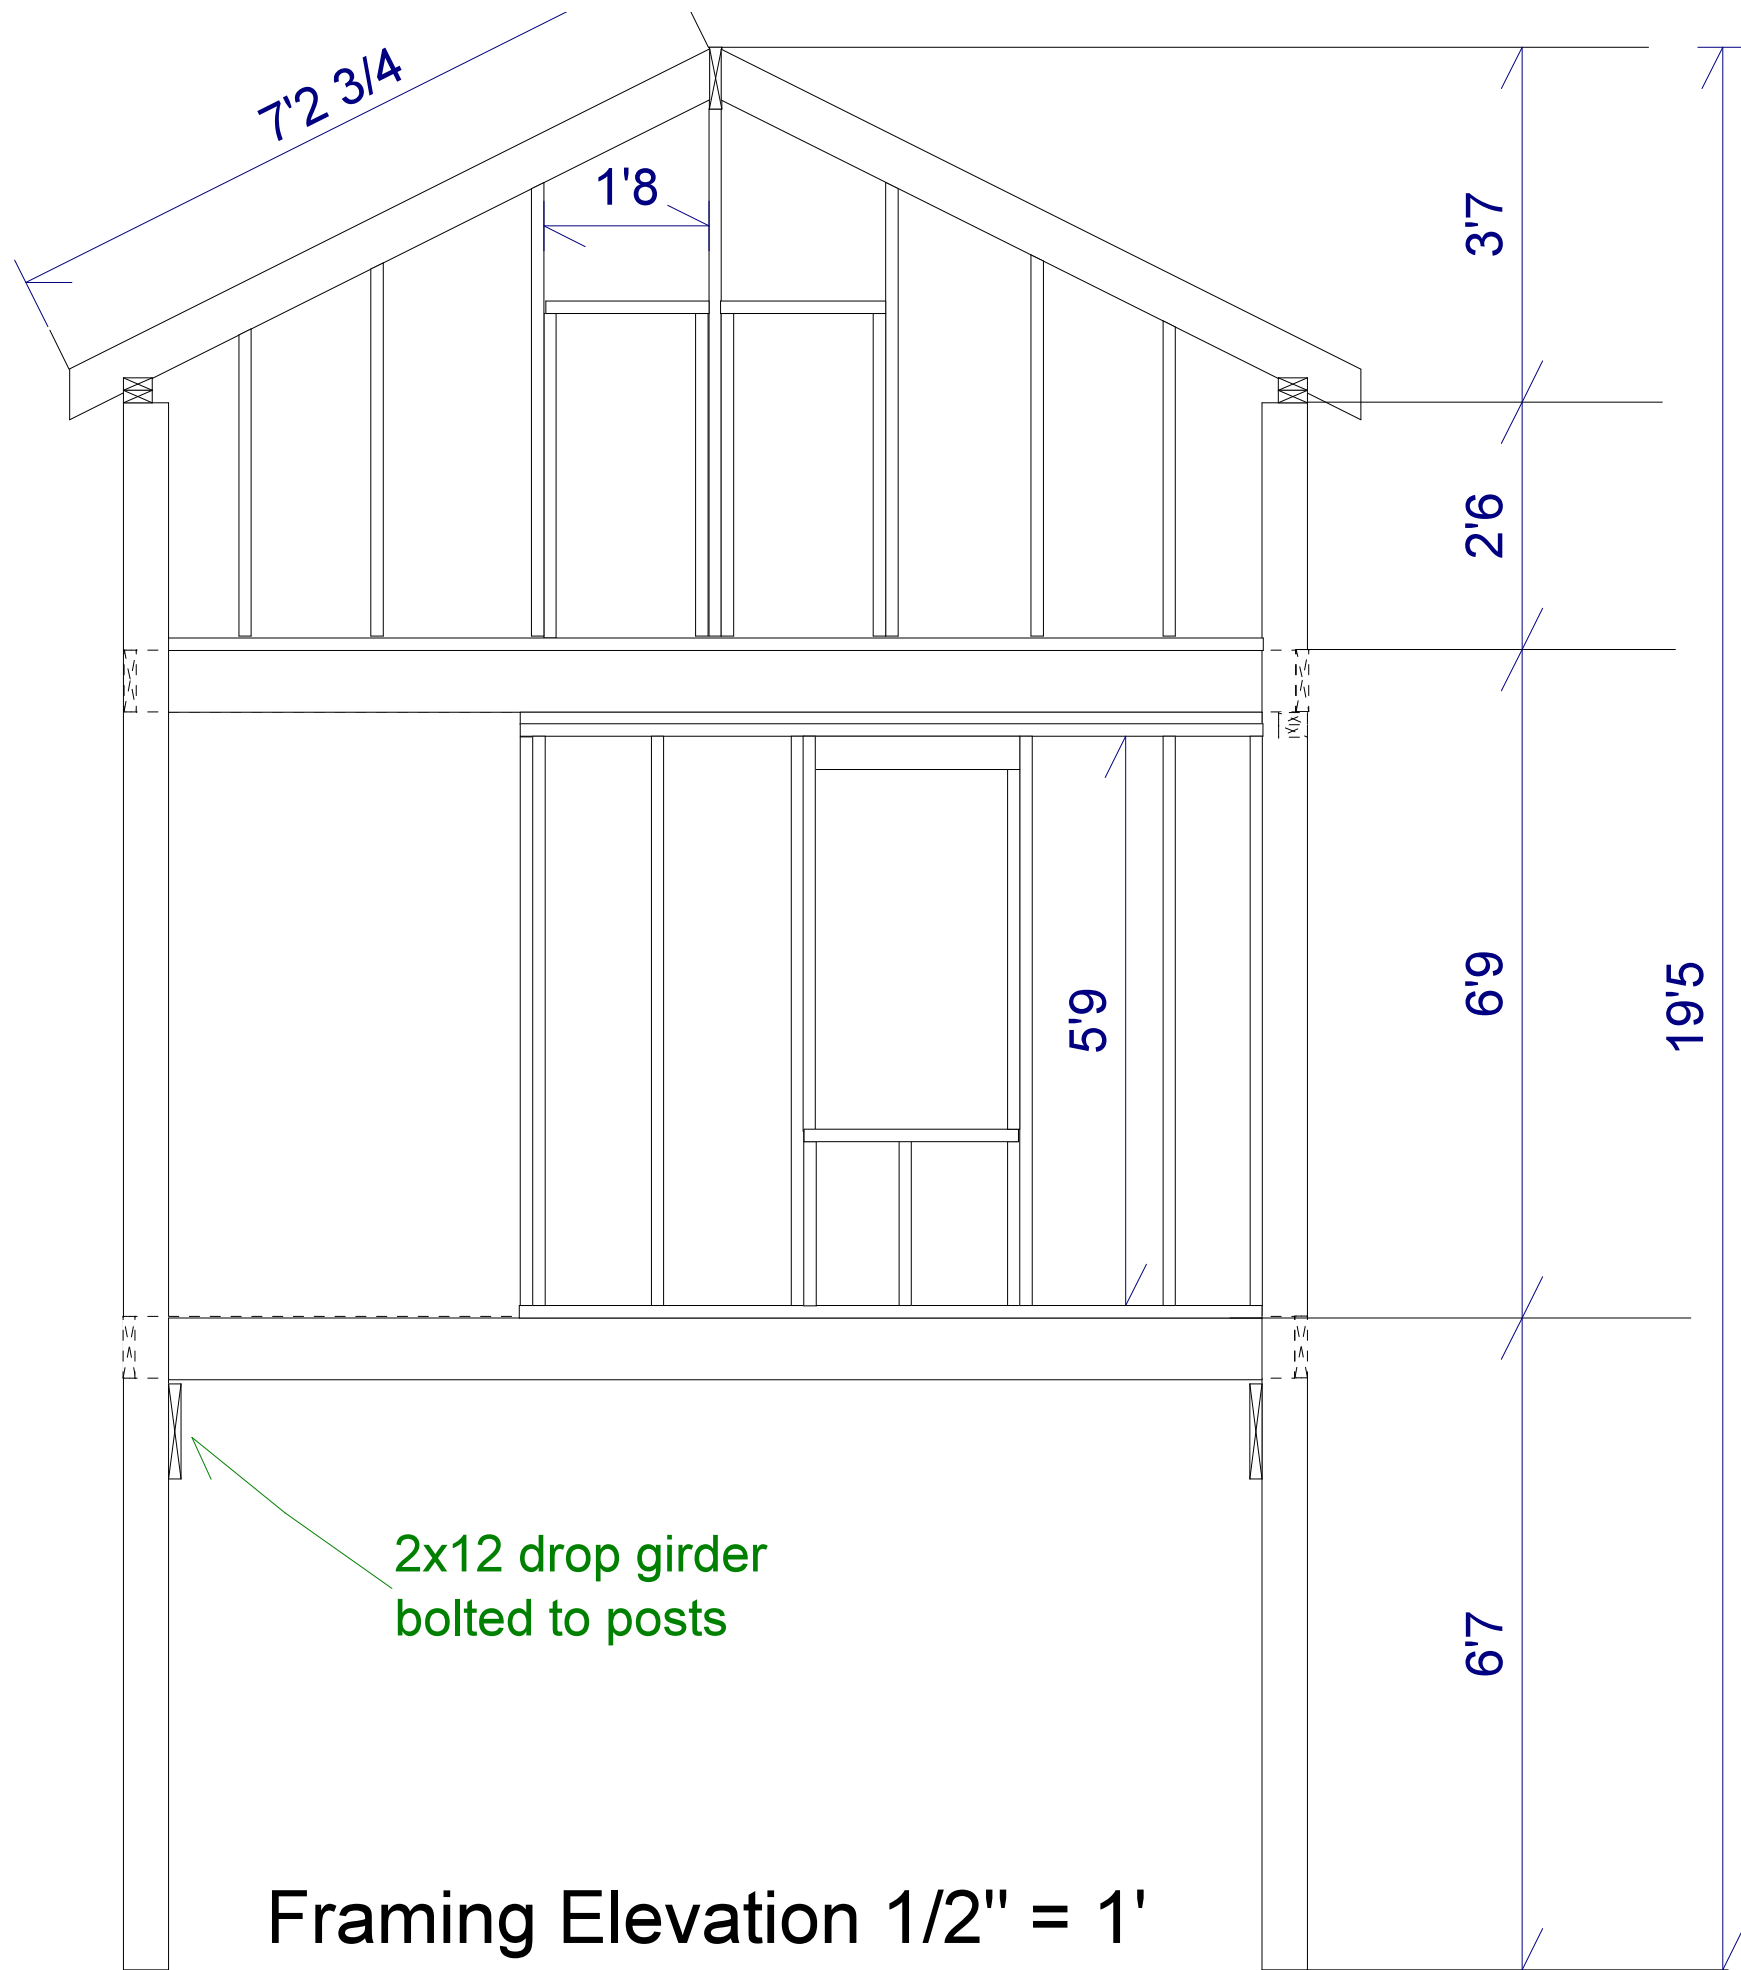 7'2 3/4
1'8
3'7
2'6
6'9
19'5
5'9
6'7
2x12 drop girder
bolted to posts
Framing Elevation 1/2" = 1'